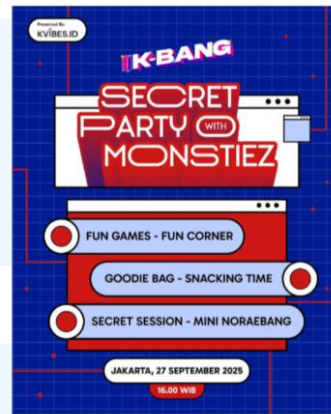 Presented By:
KVIBES.ID
K-BANG
SECRET
PARTY WITH
MONSTIEZ
FUN GAMES - FUN CORNER
GOODIE BAG - SNACKING TIME
SECRET SESSION - MINI NORAEBANG
JAKARTA, 27 SEPTEMBER 2025
16.00 WIB